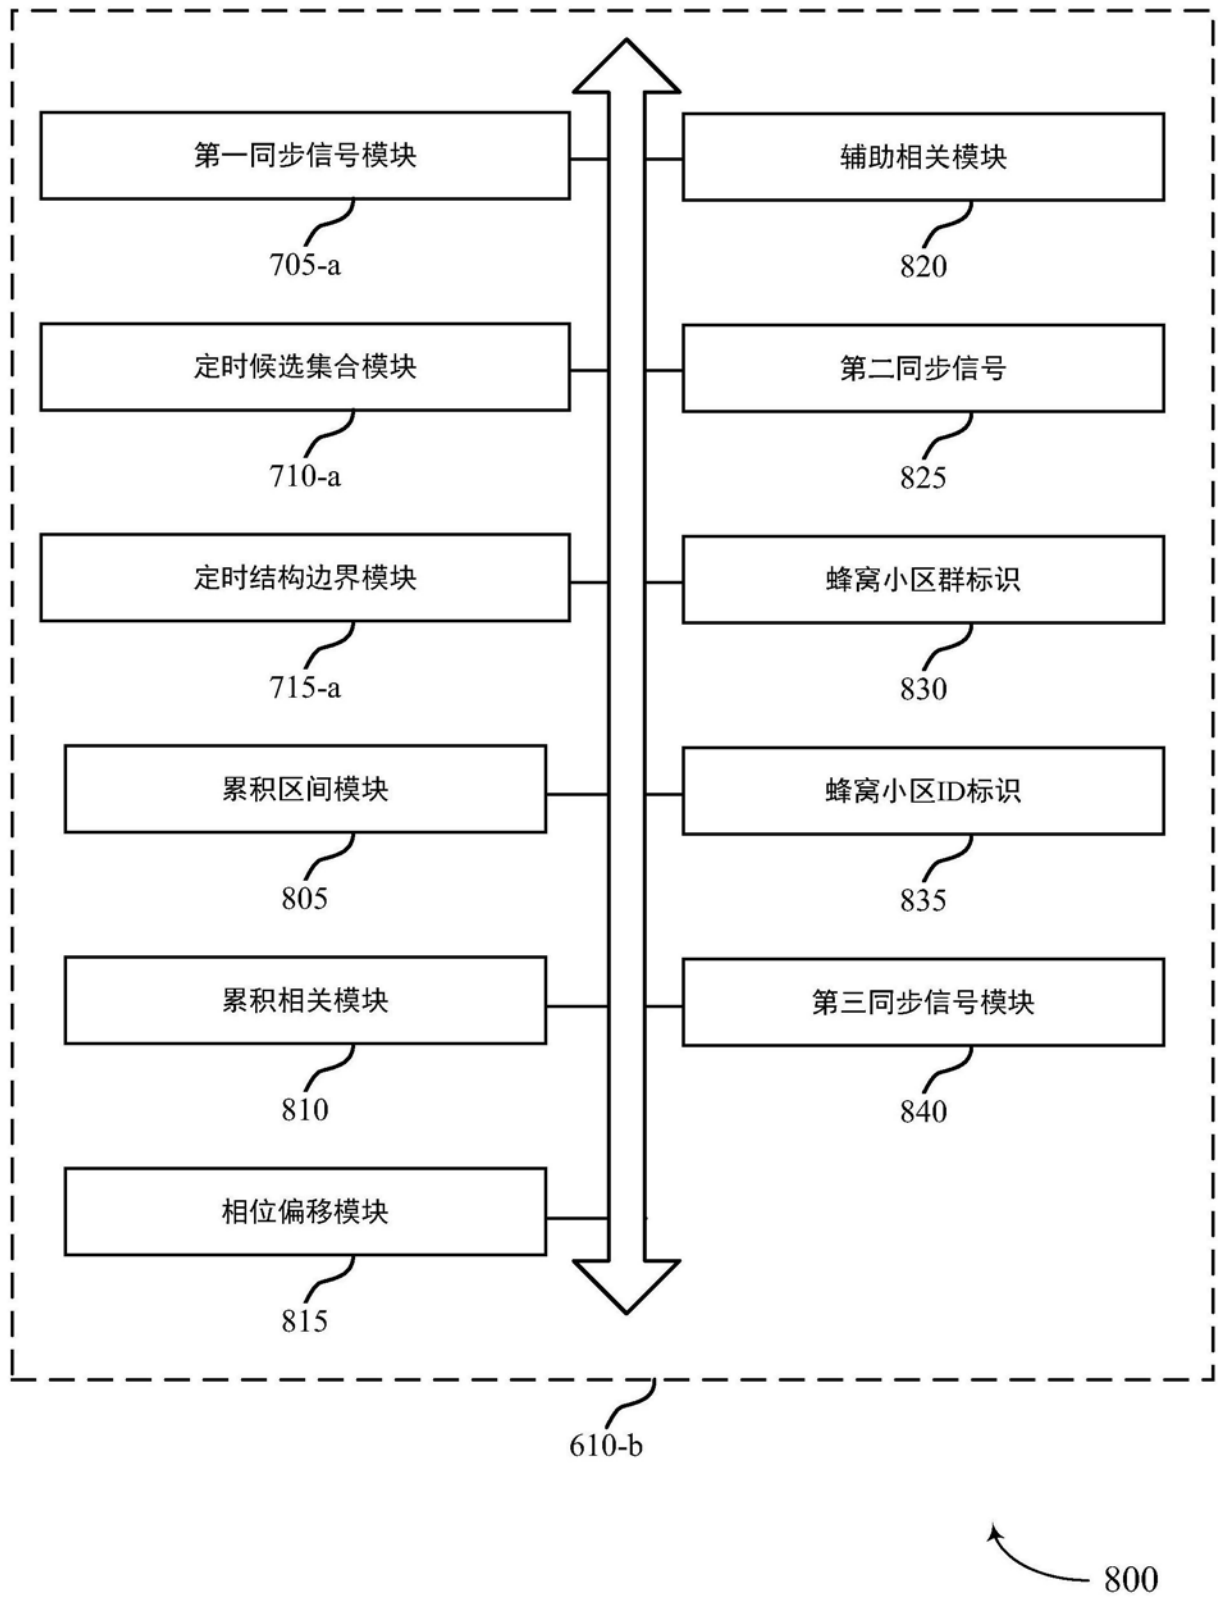 第一同步信号模块
705-a
定时候选集合模块
710-a
定时结构边界模块
715-a
累积区间模块
805
累积相关模块
810
相位偏移模块
815
辅助相关模块
820
第二同步信号
825
蜂窝小区群标识
830
蜂窝小区ID标识
835
第三同步信号模块
840
610-b
800